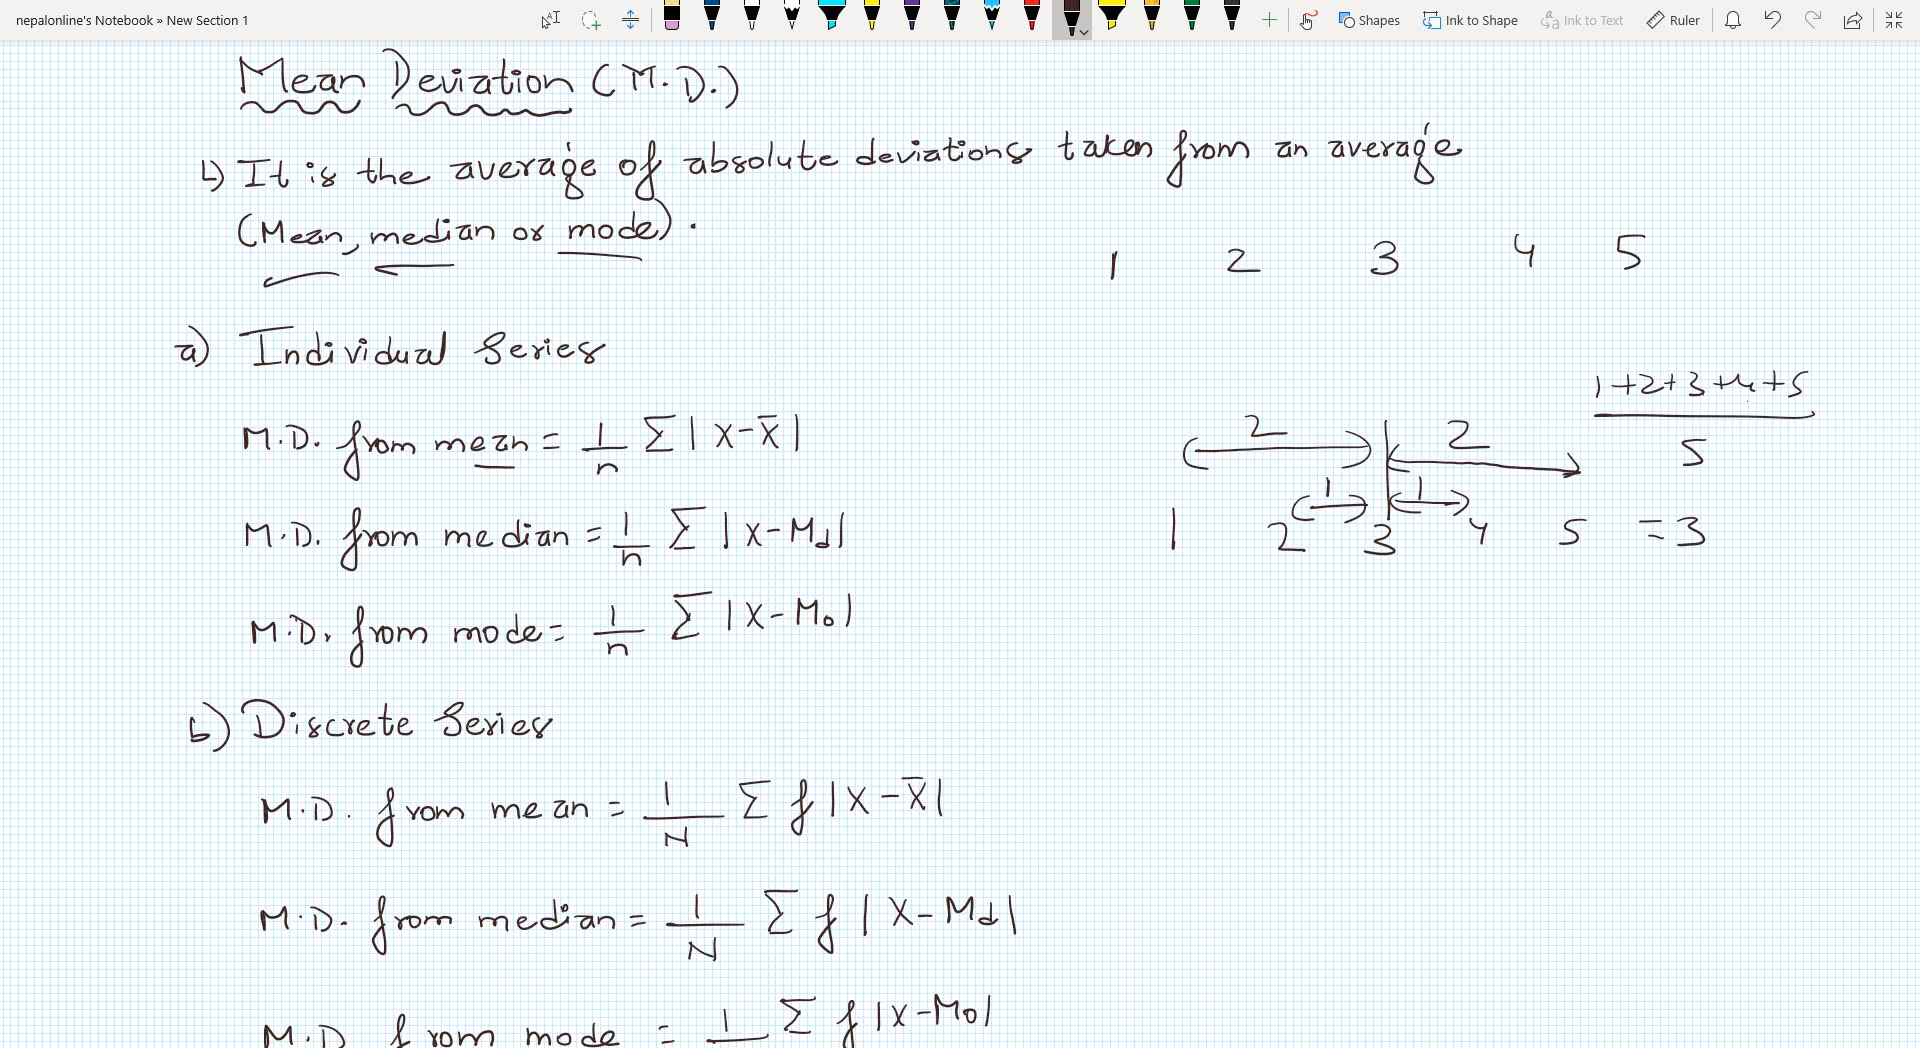 nepalonline's Notebook » New Section 1
Shapes Ink to Shape Ink to Text Ruler
Mean Deviation (M.D.)
It is the average of absolute deviations taken from an average
(Mean, median or mode).
1 2 3 4 5
a) Individual Series
1+2+3+4+5
5
M.D. from mean = 1/n Σ|X-X̄|
2 2
1 1
M.D. from median = 1/n Σ|X-Md|
1 2 3 4 5 =3
M.D. from mode = 1/n Σ|X-Mo|
b) Discrete Series
M.D. from mean = 1/N Σf|X-X̄|
M.D. from median = 1/N Σf|X-Md|
M.D. from mode = 1 Σf|X-Mo|